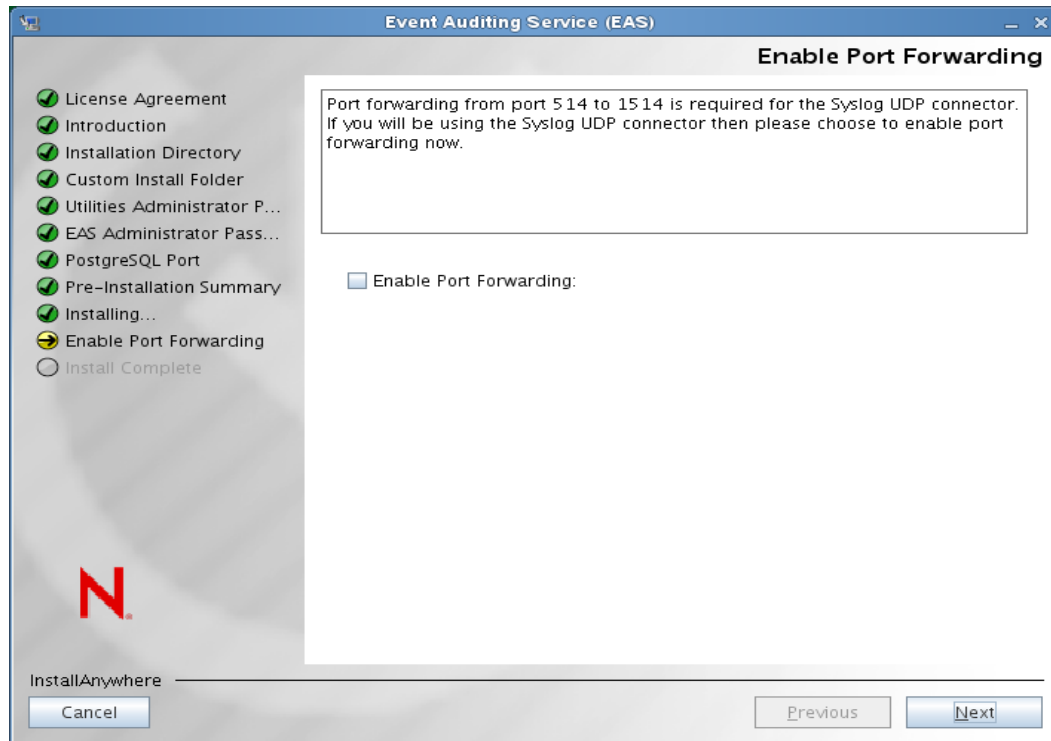 Event Auditing Service (EAS)
Enable Port Forwarding
License Agreement
Introduction
Installation Directory
Custom Install Folder
Utilities Administrator P...
EAS Administrator Pass...
PostgreSQL Port
Pre-Installation Summary
Installing...
Enable Port Forwarding
Install Complete
Port forwarding from port 514 to 1514 is required for the Syslog UDP connector.
If you will be using the Syslog UDP connector then please choose to enable port
forwarding now.
Enable Port Forwarding:
N®
InstallAnywhere
Cancel
Previous
Next